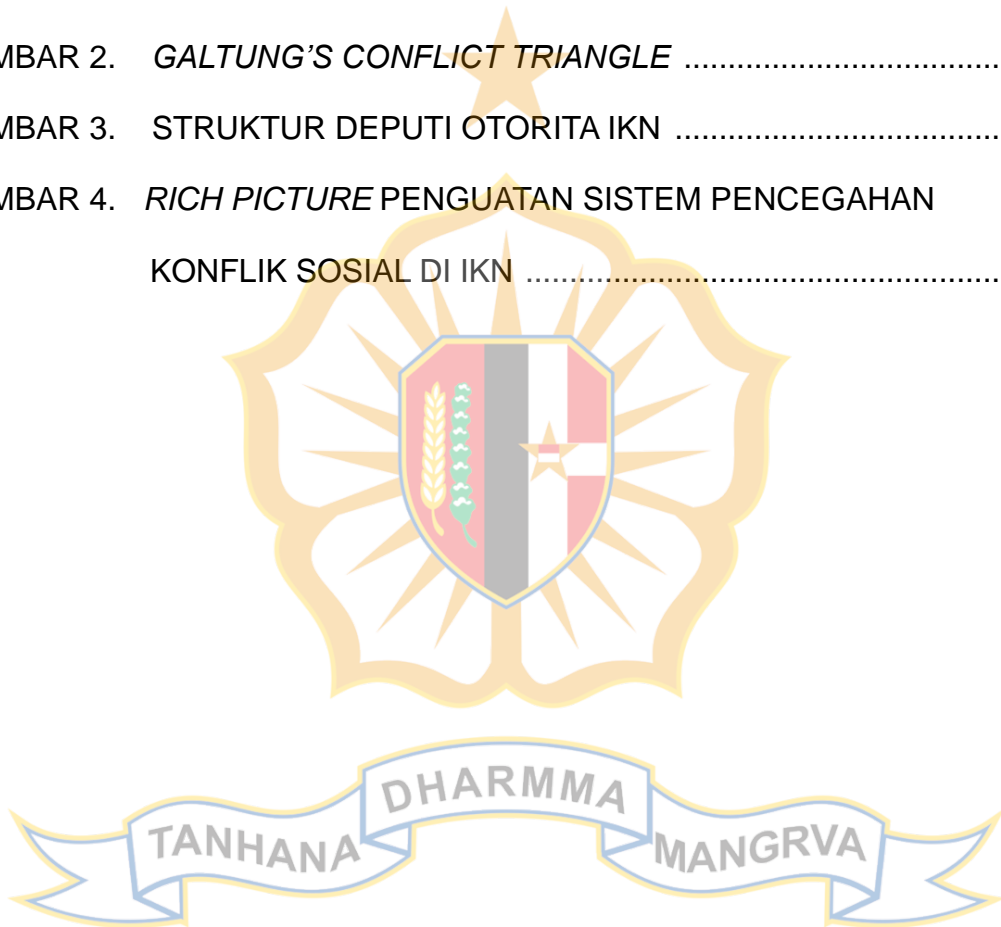 MBAR 2. GALTUNG'S CONFLICT TRIANGLE ....................................
MBAR 3. STRUKTUR DEPUTI OTORITA IKN .....................................
MBAR 4. RICH PICTURE PENGUATAN SISTEM PENCEGAHAN
KONFLIK SOSIAL DI IKN ......................................................
TANHANA DHARMMA MANGRVA